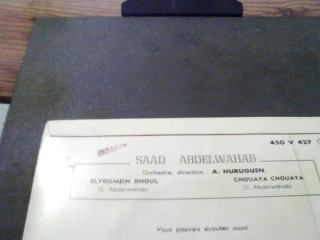 450 V 427
SAAD ABDELWAHAB
Orchestre, direction : A. HURUGUEN
ELYOUMEIN DHOUL CHOUAYA CHOUAYA
(S. Abdelwahab) (S. Abdelwahab)
Vous pouvez écouter aussi